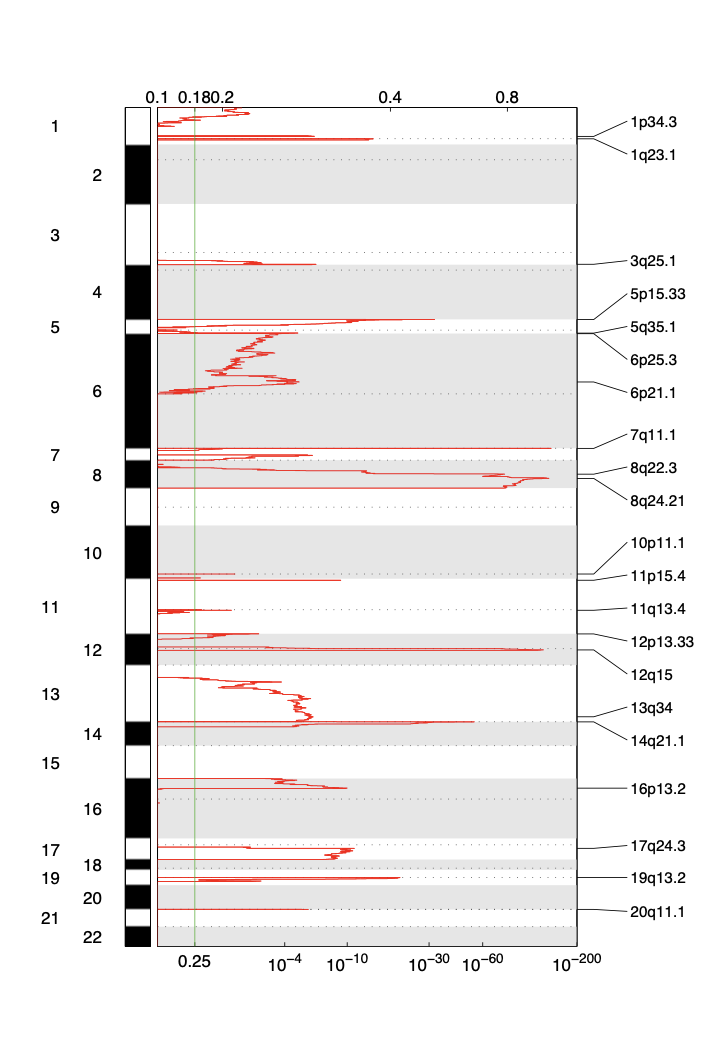 0.1 0.18 0.2 0.4 0.8
1
2
3
4
5
6
7
8
9
10
11
12
13
14
15
16
17
18
19
20
21
22
1p34.3
1q23.1
3q25.1
5p15.33
5q35.1
6p25.3
6p21.1
7q11.1
8q22.3
8q24.21
10p11.1
11p15.4
11q13.4
12p13.33
12q15
13q34
14q21.1
16p13.2
17q24.3
19q13.2
20q11.1
0.25 10⁻⁴ 10⁻¹⁰ 10⁻³⁰ 10⁻⁶⁰ 10⁻²⁰⁰